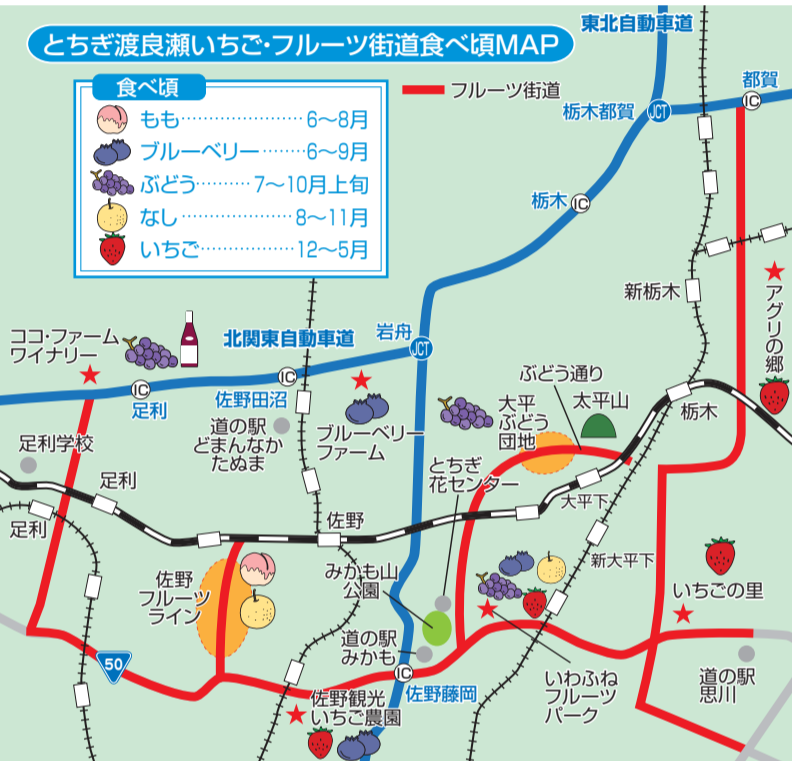 とちぎ渡良瀬いちご･フルーツ街道食べ頃MAP
東北自動車道
食べ頃
もも……………………6～8月
ブルーベリー………6～9月
ぶどう………7～10月上旬
なし…………………8～11月
いちご………………12～5月
フルーツ街道
都賀
IC
栃木都賀
JCT
栃木
IC
新栃木
アグリの郷
ココ･ファーム
ワイナリー
北関東自動車道
岩舟
JCT
IC
足利
IC
佐野田沼
道の駅
どまんなか
たぬま
ブルーベリー
ファーム
ぶどう通り
大平
ぶどう
団地
太平山
栃木
足利学校
足利
足利
とちぎ
花センター
大平下
佐野
新大平下
佐野
フルーツ
ライン
みかも山
公園
いちごの里
道の駅
みかも
50
IC
佐野藤岡
いわふね
フルーツ
パーク
道の駅
思川
佐野観光
いちご農園